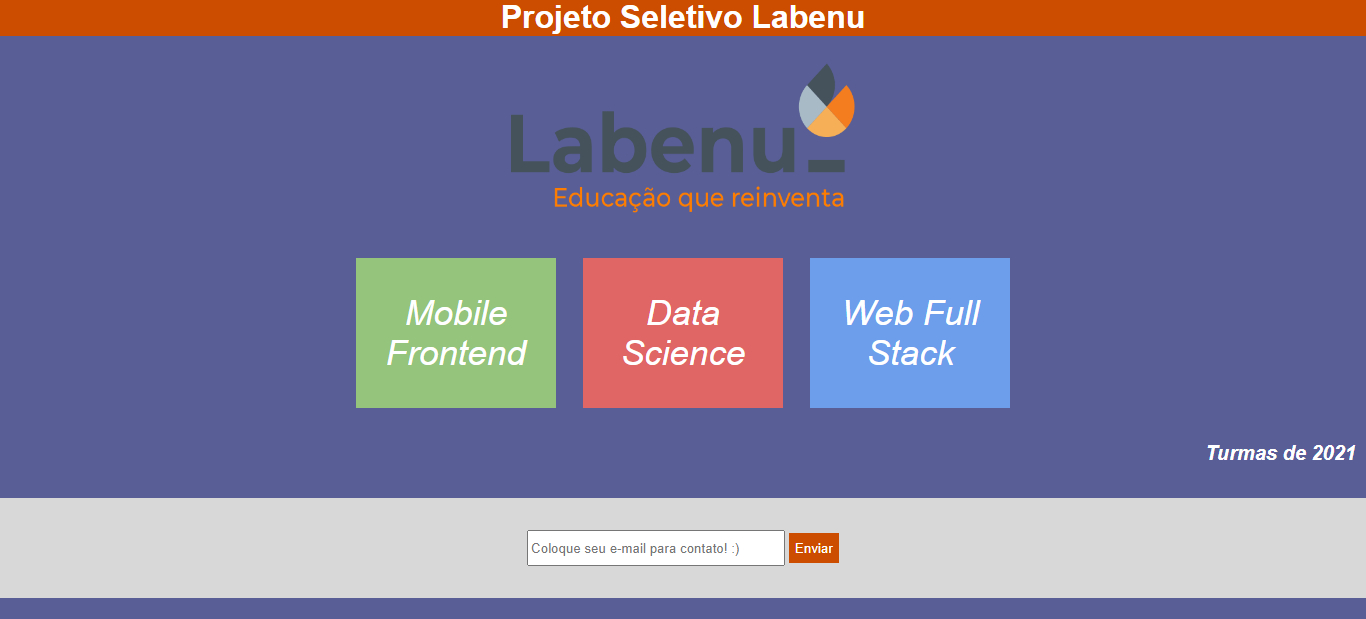 Projeto Seletivo Labenu
Labenu_
Educação que reinventa
Mobile
Frontend
Data
Science
Web Full
Stack
Turmas de 2021
Coloque seu e-mail para contato! :)
Enviar